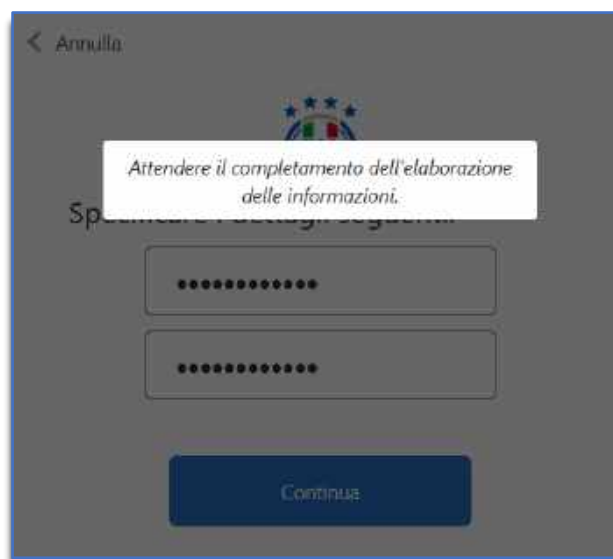 Annulla
Attendere il completamento dell'elaborazione
delle informazioni.
••••••••••••
••••••••••••
Continua